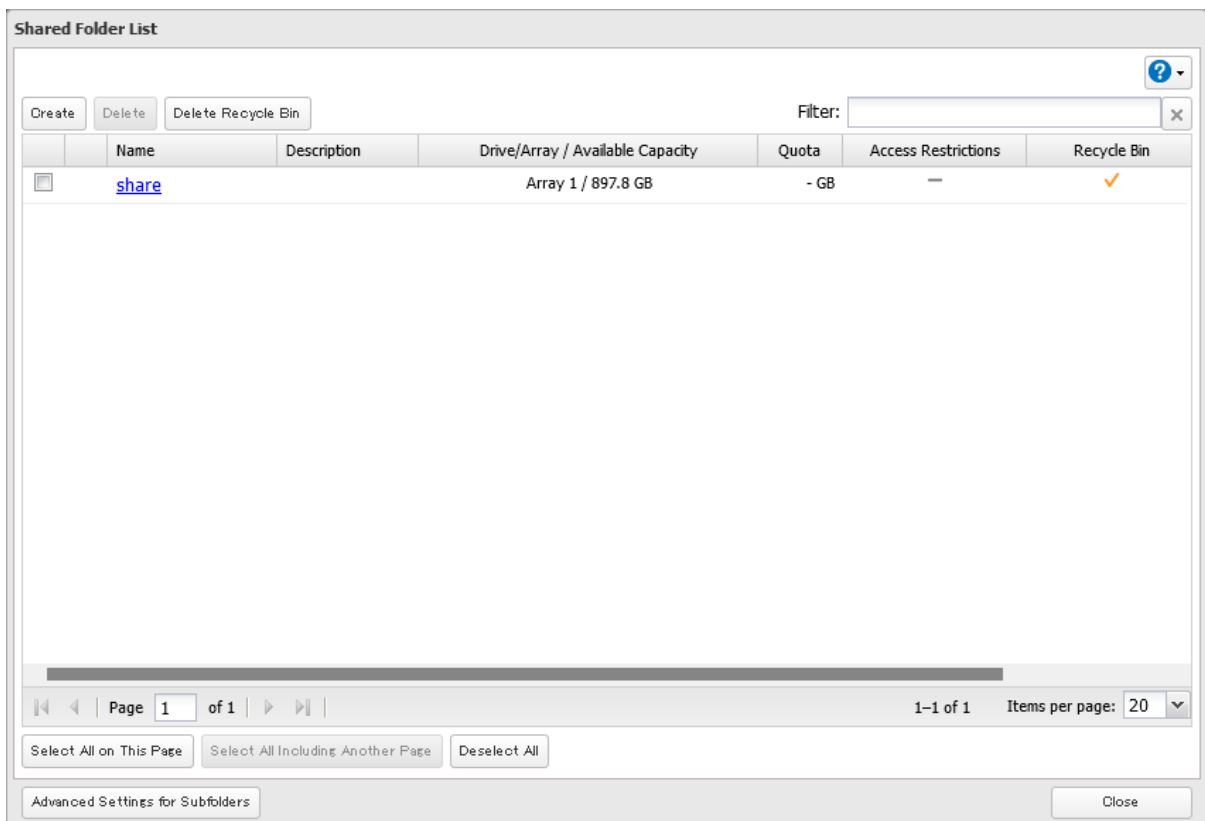 Shared Folder List
?
Create Delete Delete Recycle Bin Filter:
Name Description Drive/Array / Available Capacity Quota Access Restrictions Recycle Bin
share Array 1 / 897.8 GB - GB —
Page 1 of 1 1–1 of 1 Items per page: 20
Select All on This Page Select All Including Another Page Deselect All
Advanced Settings for Subfolders Close